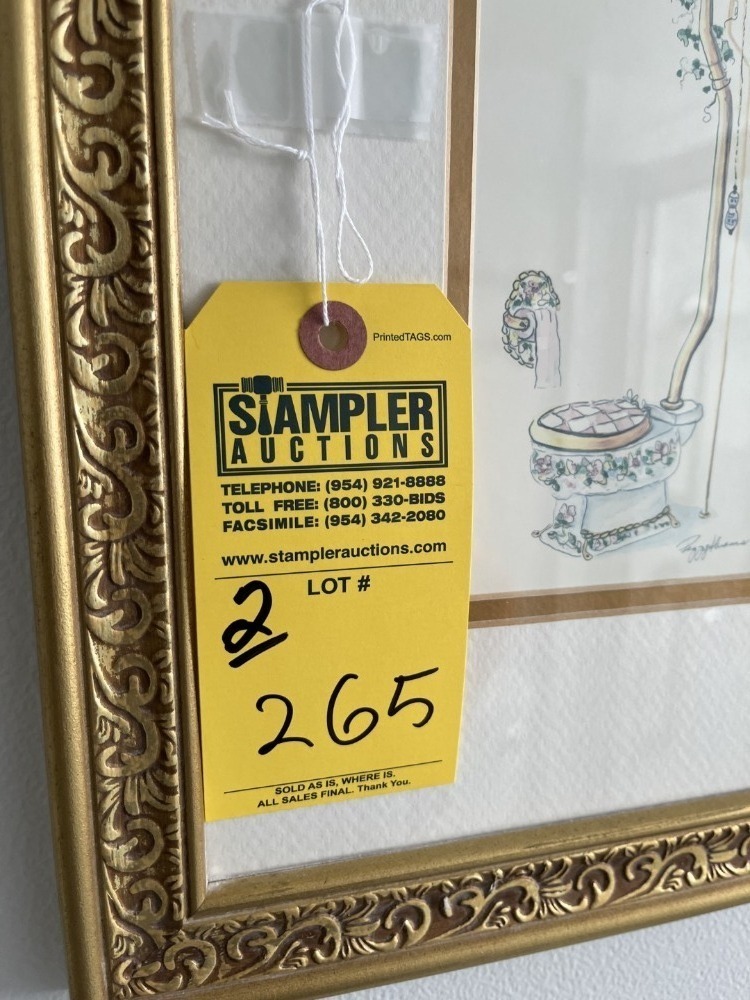 PrintedTAGS.com
STAMPLER
AUCTIONS
TELEPHONE: (954) 921-8888
TOLL FREE: (800) 330-BIDS
FACSIMILE: (954) 342-2080
www.stamplerauctions.com
LOT #
2
265
SOLD AS IS, WHERE IS.
ALL SALES FINAL. Thank You.